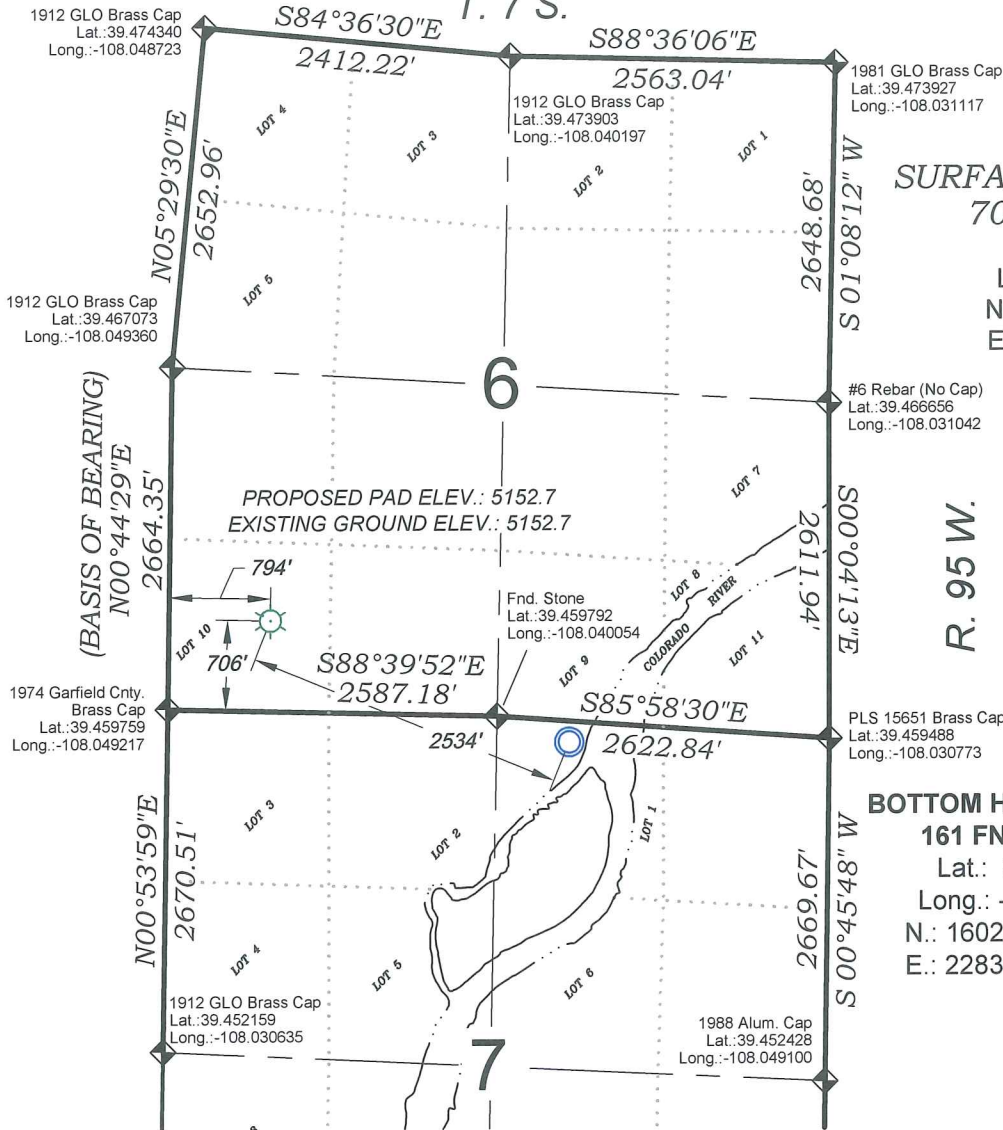 T. 7 S.
1912 GLO Brass Cap
Lat.:39.474340
Long.:-108.048723
S84°36'30"E
2412.22'
S88°36'06"E
2563.04'
1912 GLO Brass Cap
Lat.:39.473903
Long.:-108.040197
1981 GLO Brass Cap
Lat.:39.473927
Long.:-108.031117
LOT 4
LOT 3
LOT 2
LOT 1
N05°29'30"E
2652.96'
2648.68'
S 01°08'12" W
SURFA
70
L
N
E
LOT 5
1912 GLO Brass Cap
Lat.:39.467073
Long.:-108.049360
6
#6 Rebar (No Cap)
Lat.:39.466656
Long.:-108.031042
(BASIS OF BEARING)
N00°44'29"E
2664.35'
PROPOSED PAD ELEV.: 5152.7
EXISTING GROUND ELEV.: 5152.7
LOT 7
2611.94'
S00°04'13"E
R. 95 W.
794'
706'
LOT 10
Fnd. Stone
Lat.:39.459792
Long.:-108.040054
LOT 8
COLORADO RIVER
LOT 9
LOT 11
S88°39'52"E
2587.18'
2534'
S85°58'30"E
2622.84'
1974 Garfield Cnty.
Brass Cap
Lat.:39.459759
Long.:-108.049217
PLS 15651 Brass Cap
Lat.:39.459488
Long.:-108.030773
N00°53'59"E
2670.51'
LOT 3
LOT 2
LOT 1
2669.67'
S 00°45'48" W
BOTTOM H
161 FN
Lat.:
Long.: -
N.: 1602
E.: 2283
LOT 4
LOT 5
LOT 6
1912 GLO Brass Cap
Lat.:39.452159
Long.:-108.030635
7
1988 Alum. Cap
Lat.:39.452428
Long.:-108.049100